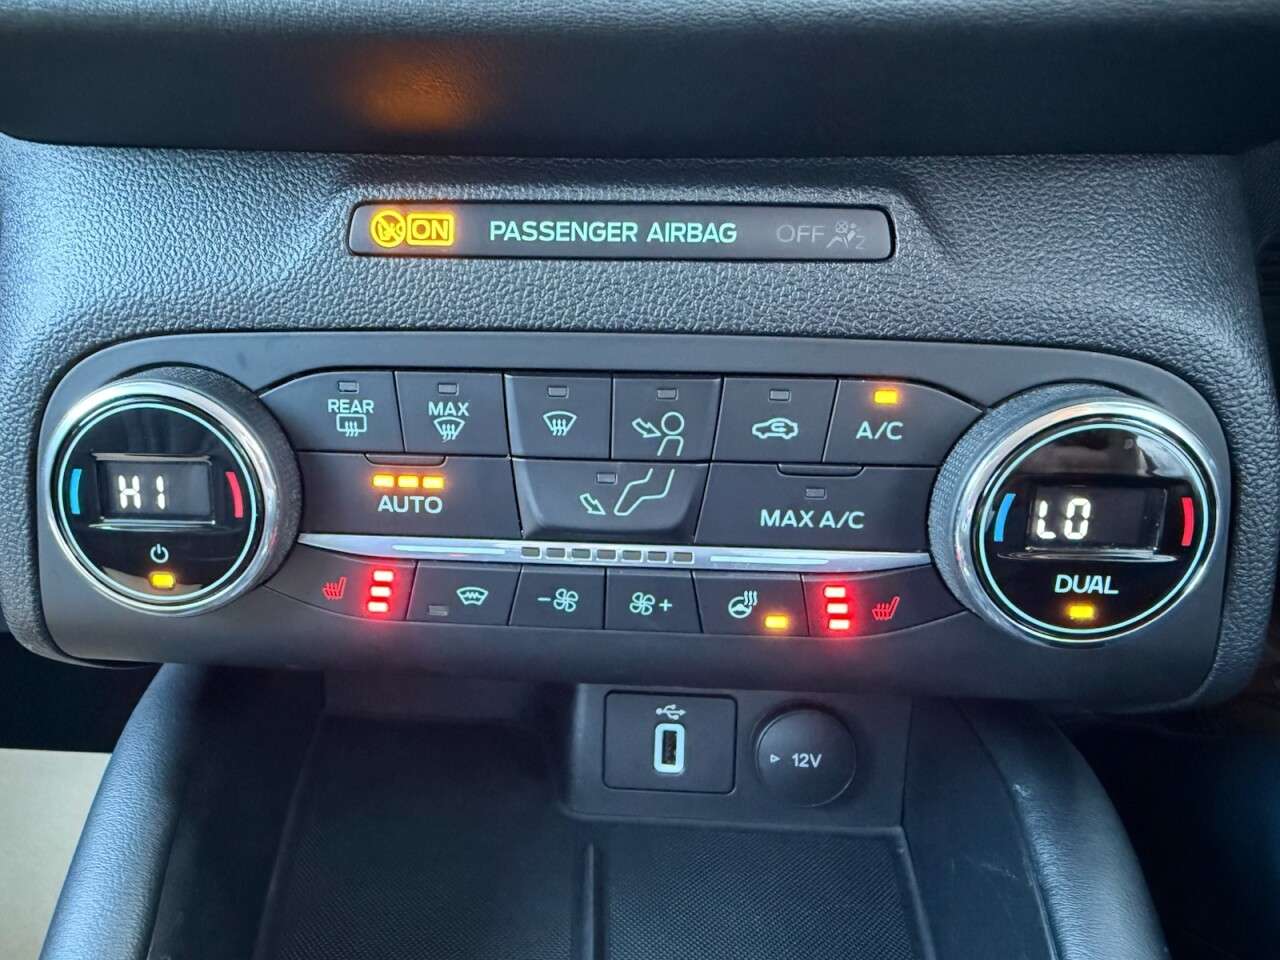 ON PASSENGER AIRBAG OFF
REAR
MAX
A/C
AUTO
MAX A/C
HI
LO
DUAL
- +
12V